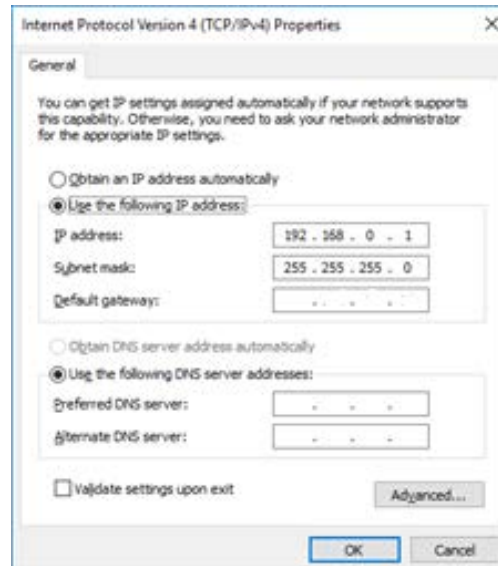 Internet Protocol Version 4 (TCP/IPv4) Properties
General
You can get IP settings assigned automatically if your network supports
this capability. Otherwise, you need to ask your network administrator
for the appropriate IP settings.
Obtain an IP address automatically
Use the following IP address:
IP address: 192 . 168 . 0 . 1
Subnet mask: 255 . 255 . 255 . 0
Default gateway: . . .
Obtain DNS server address automatically
Use the following DNS server addresses:
Preferred DNS server: . . .
Alternate DNS server: . . .
Validate settings upon exit
Advanced...
OK Cancel